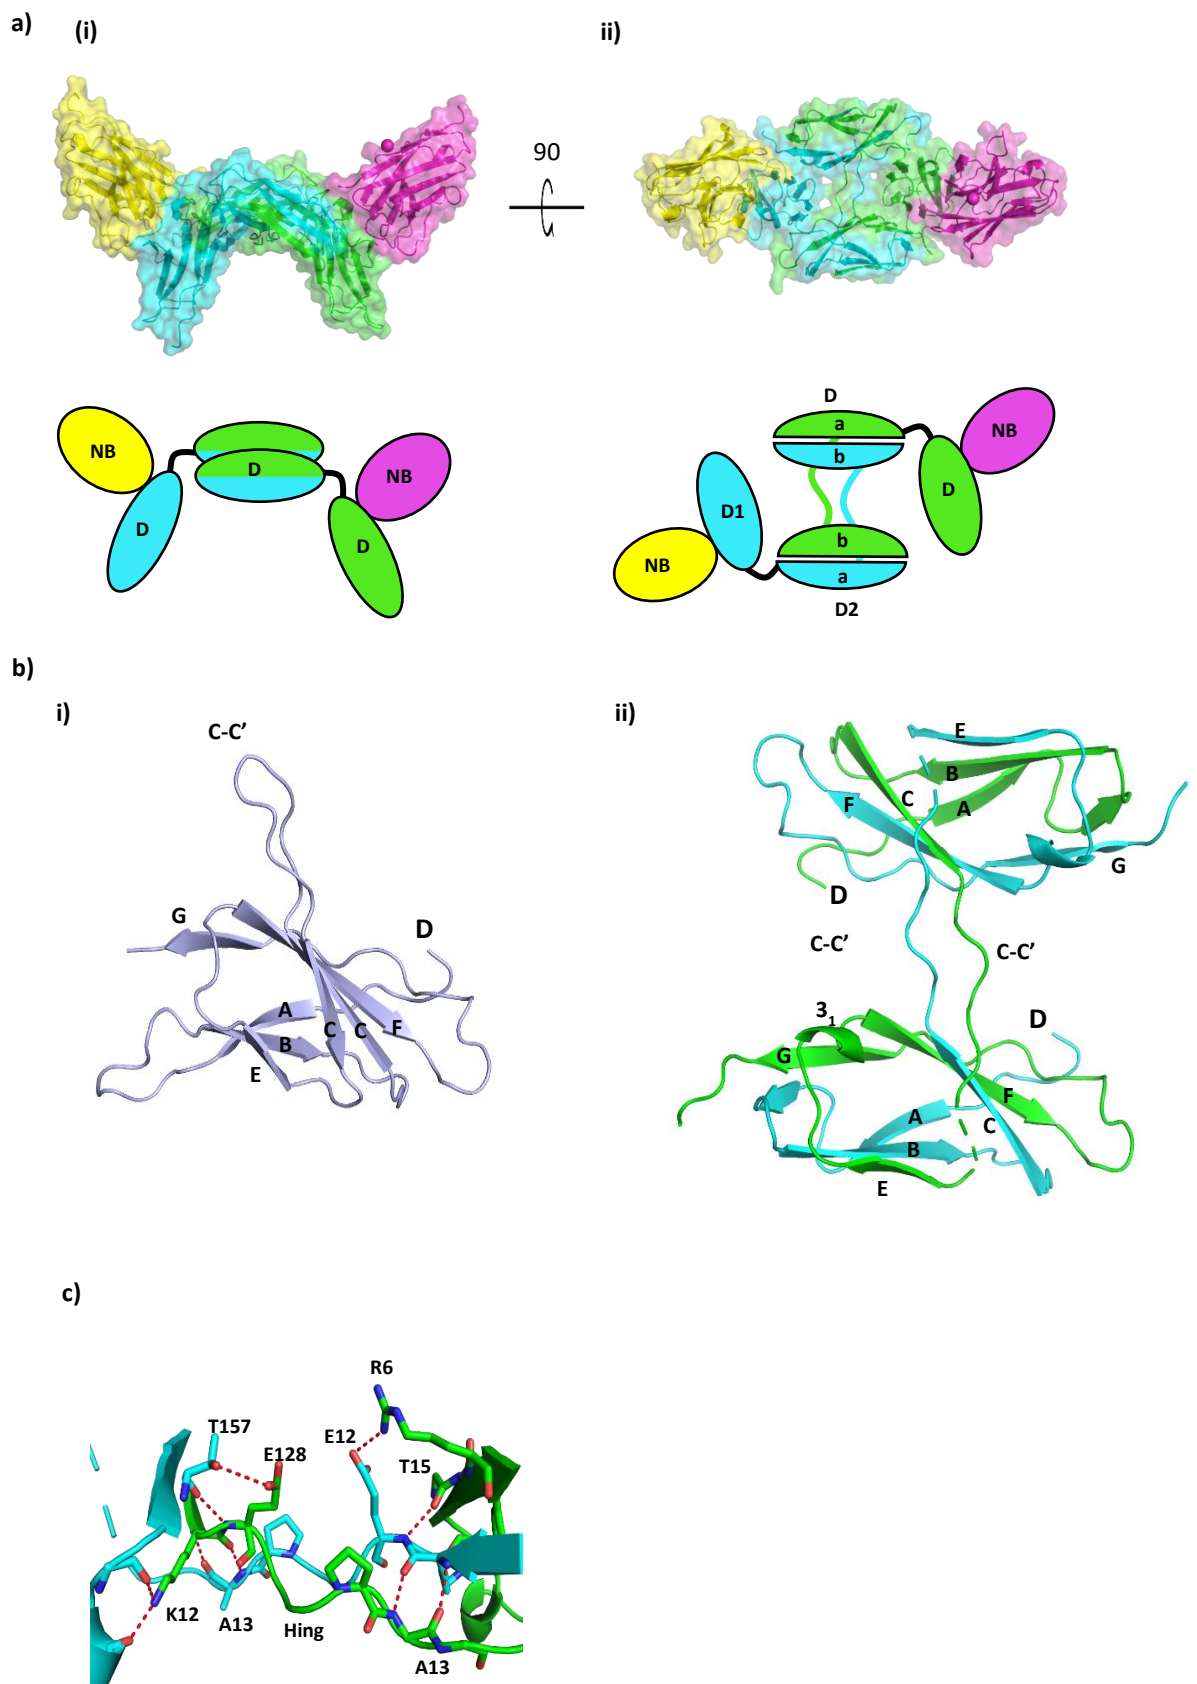 a)
(i)
ii)
90
NB
D
D
D
NB
D
a
b
D1
NB
b
a
D2
D
NB
b)
i)
C-C’
G
D
A
B
C
C
F
E
ii)
E
B
C
A
F
G
D
C-C’
C-C’
3₁
D
G
F
A
C
B
E
c)
R6
T157
E12
E128
T15
K12
A13
Hing
A13